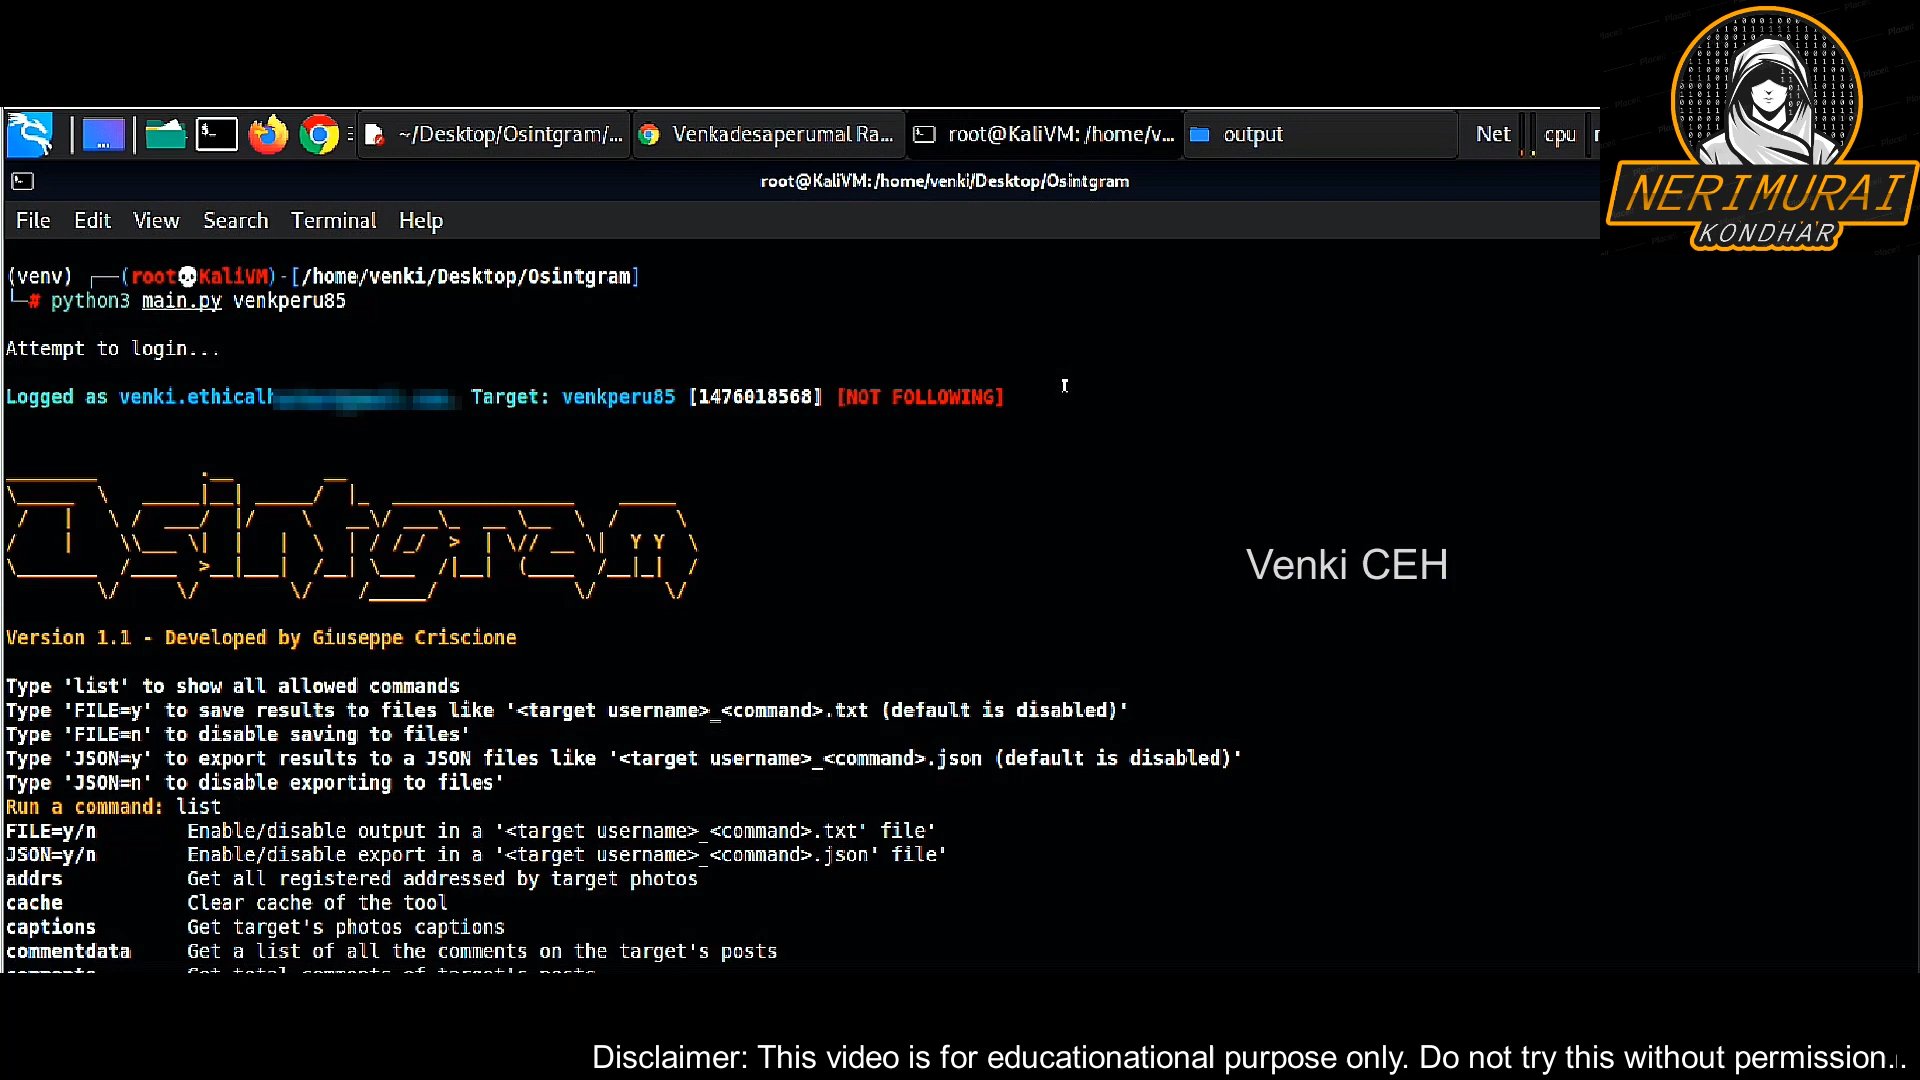 ~/Desktop/Osintgram/...
Venkadesaperumal Ra...
root@KaliVM: /home/v...
output
Net
cpu
NERIMURAI
KONDHAR
root@KaliVM:/home/venki/Desktop/Osintgram
File Edit View Search Terminal Help
(venv) ┌──(root💀KaliVM)-[/home/venki/Desktop/Osintgram]
└─# python3 main.py venkperu85
Attempt to login...
Logged as venki.ethicalh Target: venkperu85 [1476018568] [NOT FOLLOWING]
Osintgram
Venki CEH
Version 1.1 - Developed by Giuseppe Criscione
Type 'list' to show all allowed commands
Type 'FILE=y' to save results to files like '<target username>_<command>.txt (default is disabled)'
Type 'FILE=n' to disable saving to files'
Type 'JSON=y' to export results to a JSON files like '<target username>_<command>.json (default is disabled)'
Type 'JSON=n' to disable exporting to files'
Run a command: list
FILE=y/n Enable/disable output in a '<target username>_<command>.txt' file'
JSON=y/n Enable/disable export in a '<target username>_<command>.json' file'
addrs Get all registered addressed by target photos
cache Clear cache of the tool
captions Get target's photos captions
commentdata Get a list of all the comments on the target's posts
comments Get total comments of target's posts
Disclaimer: This video is for educationational purpose only. Do not try this without permission..